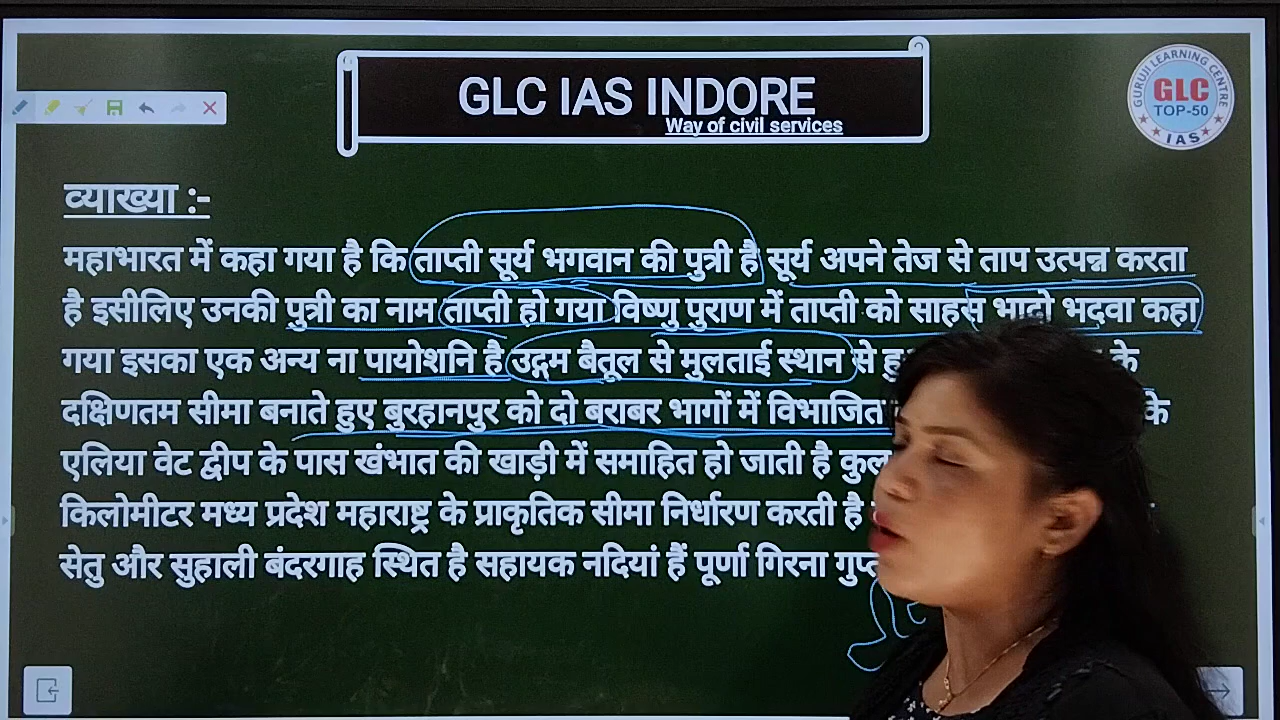 GLC IAS INDORE
Way of civil services
GURUJI LEARNING CENTRE
GLC
TOP-50
IAS
व्याख्या :-
महाभारत में कहा गया है कि ताप्ती सूर्य भगवान की पुत्री है सूर्य अपने तेज से ताप उत्पन्न करता
है इसीलिए उनकी पुत्री का नाम ताप्ती हो गया विष्णु पुराण में ताप्ती को साहस भादो भदवा कहा
गया इसका एक अन्य ना पायोशनि है उद्गम बैतूल से मुलताई स्थान से के
दक्षिणतम सीमा बनाते हुए बुरहानपुर को दो बराबर भागों में विभाजित के
एलिया वेट द्वीप के पास खंभात की खाड़ी में समाहित हो जाती है कुल
किलोमीटर मध्य प्रदेश महाराष्ट्र के प्राकृतिक सीमा निर्धारण करती है
सेतु और सुहाली बंदरगाह स्थित है सहायक नदियां हैं पूर्णा गिरना